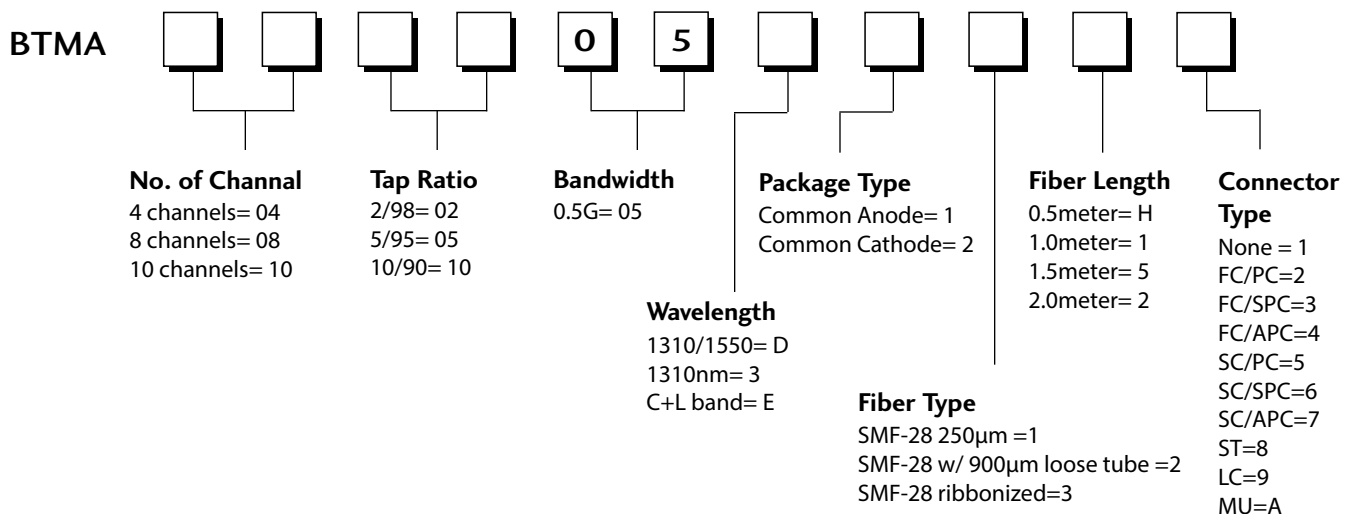 BTMA 0 5
No. of Channal
4 channels= 04
8 channels= 08
10 channels= 10
Tap Ratio
2/98= 02
5/95= 05
10/90= 10
Bandwidth
0.5G= 05
Wavelength
1310/1550= D
1310nm= 3
C+L band= E
Package Type
Common Anode= 1
Common Cathode= 2
Fiber Type
SMF-28 250µm =1
SMF-28 w/ 900µm loose tube =2
SMF-28 ribbonized=3
Fiber Length
0.5meter= H
1.0meter= 1
1.5meter= 5
2.0meter= 2
Connector
Type
None = 1
FC/PC=2
FC/SPC=3
FC/APC=4
SC/PC=5
SC/SPC=6
SC/APC=7
ST=8
LC=9
MU=A